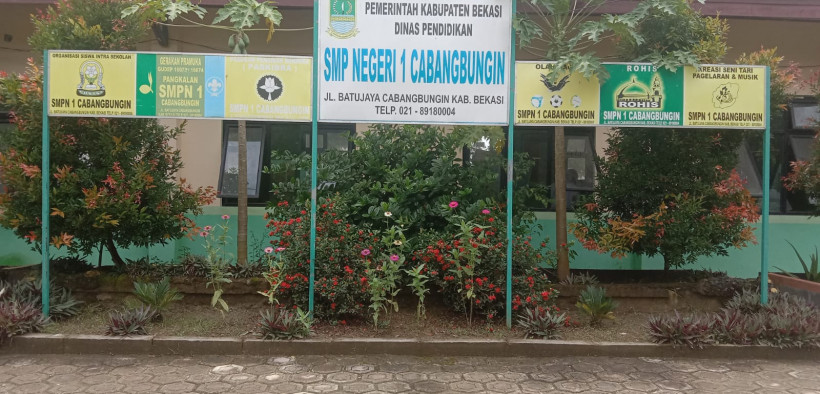 ORGANISASI SISWA INTRA SEKOLAH
SMPN 1 CABANGBUNGIN
GERAKAN PRAMUKA
PANGKALAN
SMPN 1
CABANGBUNGIN
SMPN 1 CABANGBUNGIN
PEMERINTAH KABUPATEN BEKASI
DINAS PENDIDIKAN
SMP NEGERI 1 CABANGBUNGIN
JL. BATUJAYA CABANGBUNGIN KAB. BEKASI
TELP. 021 - 89180004
SMPN 1 CABANGBUNGIN
ROHIS
ROHIS
SMPN 1 CABANGBUNGIN
KREASI SENI TARI
PAGELARAN & MUSIK
SMPN 1 CABANGBUNGIN